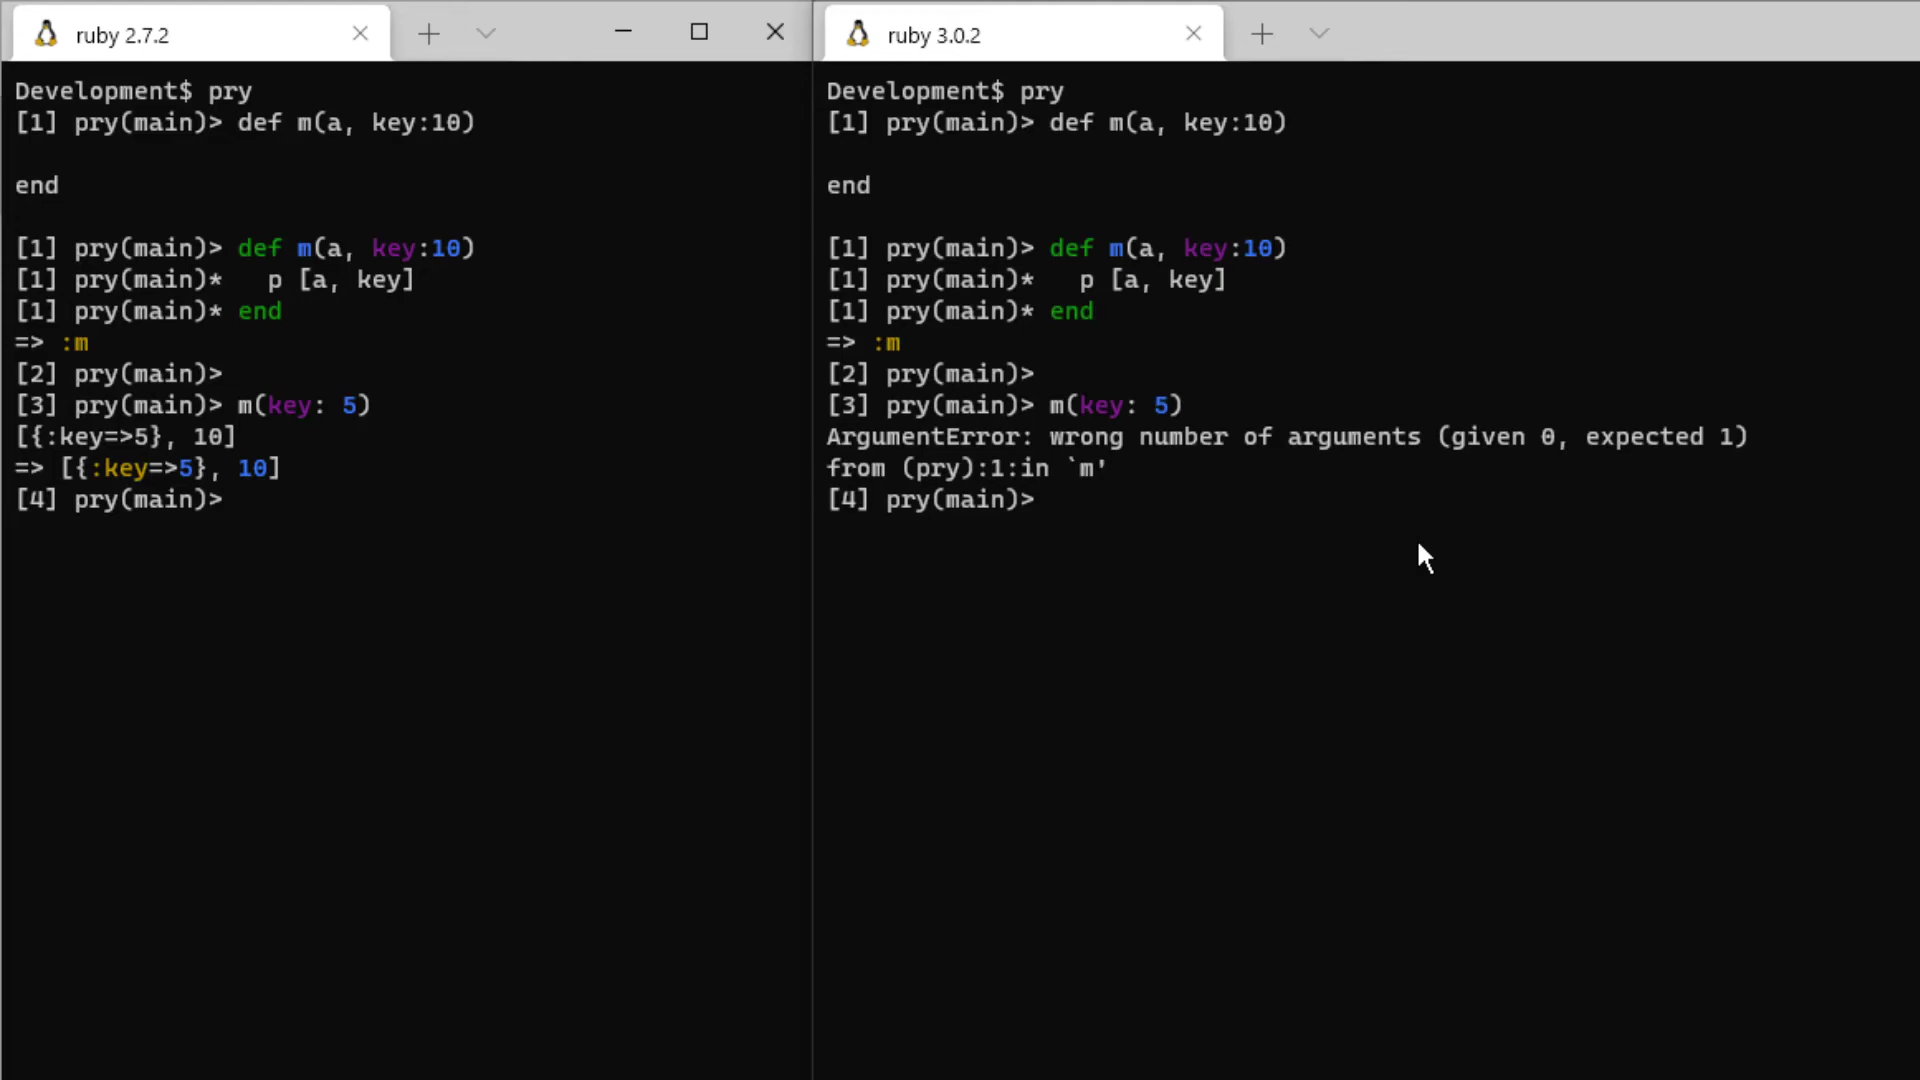 ruby 2.7.2
Development$ pry
[1] pry(main)> def m(a, key:10)
end
[1] pry(main)> def m(a, key:10)
[1] pry(main)*   p [a, key]
[1] pry(main)* end
=> :m
[2] pry(main)>
[3] pry(main)> m(key: 5)
[{:key=>5}, 10]
=> [{:key=>5}, 10]
[4] pry(main)>
ruby 3.0.2
Development$ pry
[1] pry(main)> def m(a, key:10)
end
[1] pry(main)> def m(a, key:10)
[1] pry(main)*   p [a, key]
[1] pry(main)* end
=> :m
[2] pry(main)>
[3] pry(main)> m(key: 5)
ArgumentError: wrong number of arguments (given 0, expected 1)
from (pry):1:in `m'
[4] pry(main)>